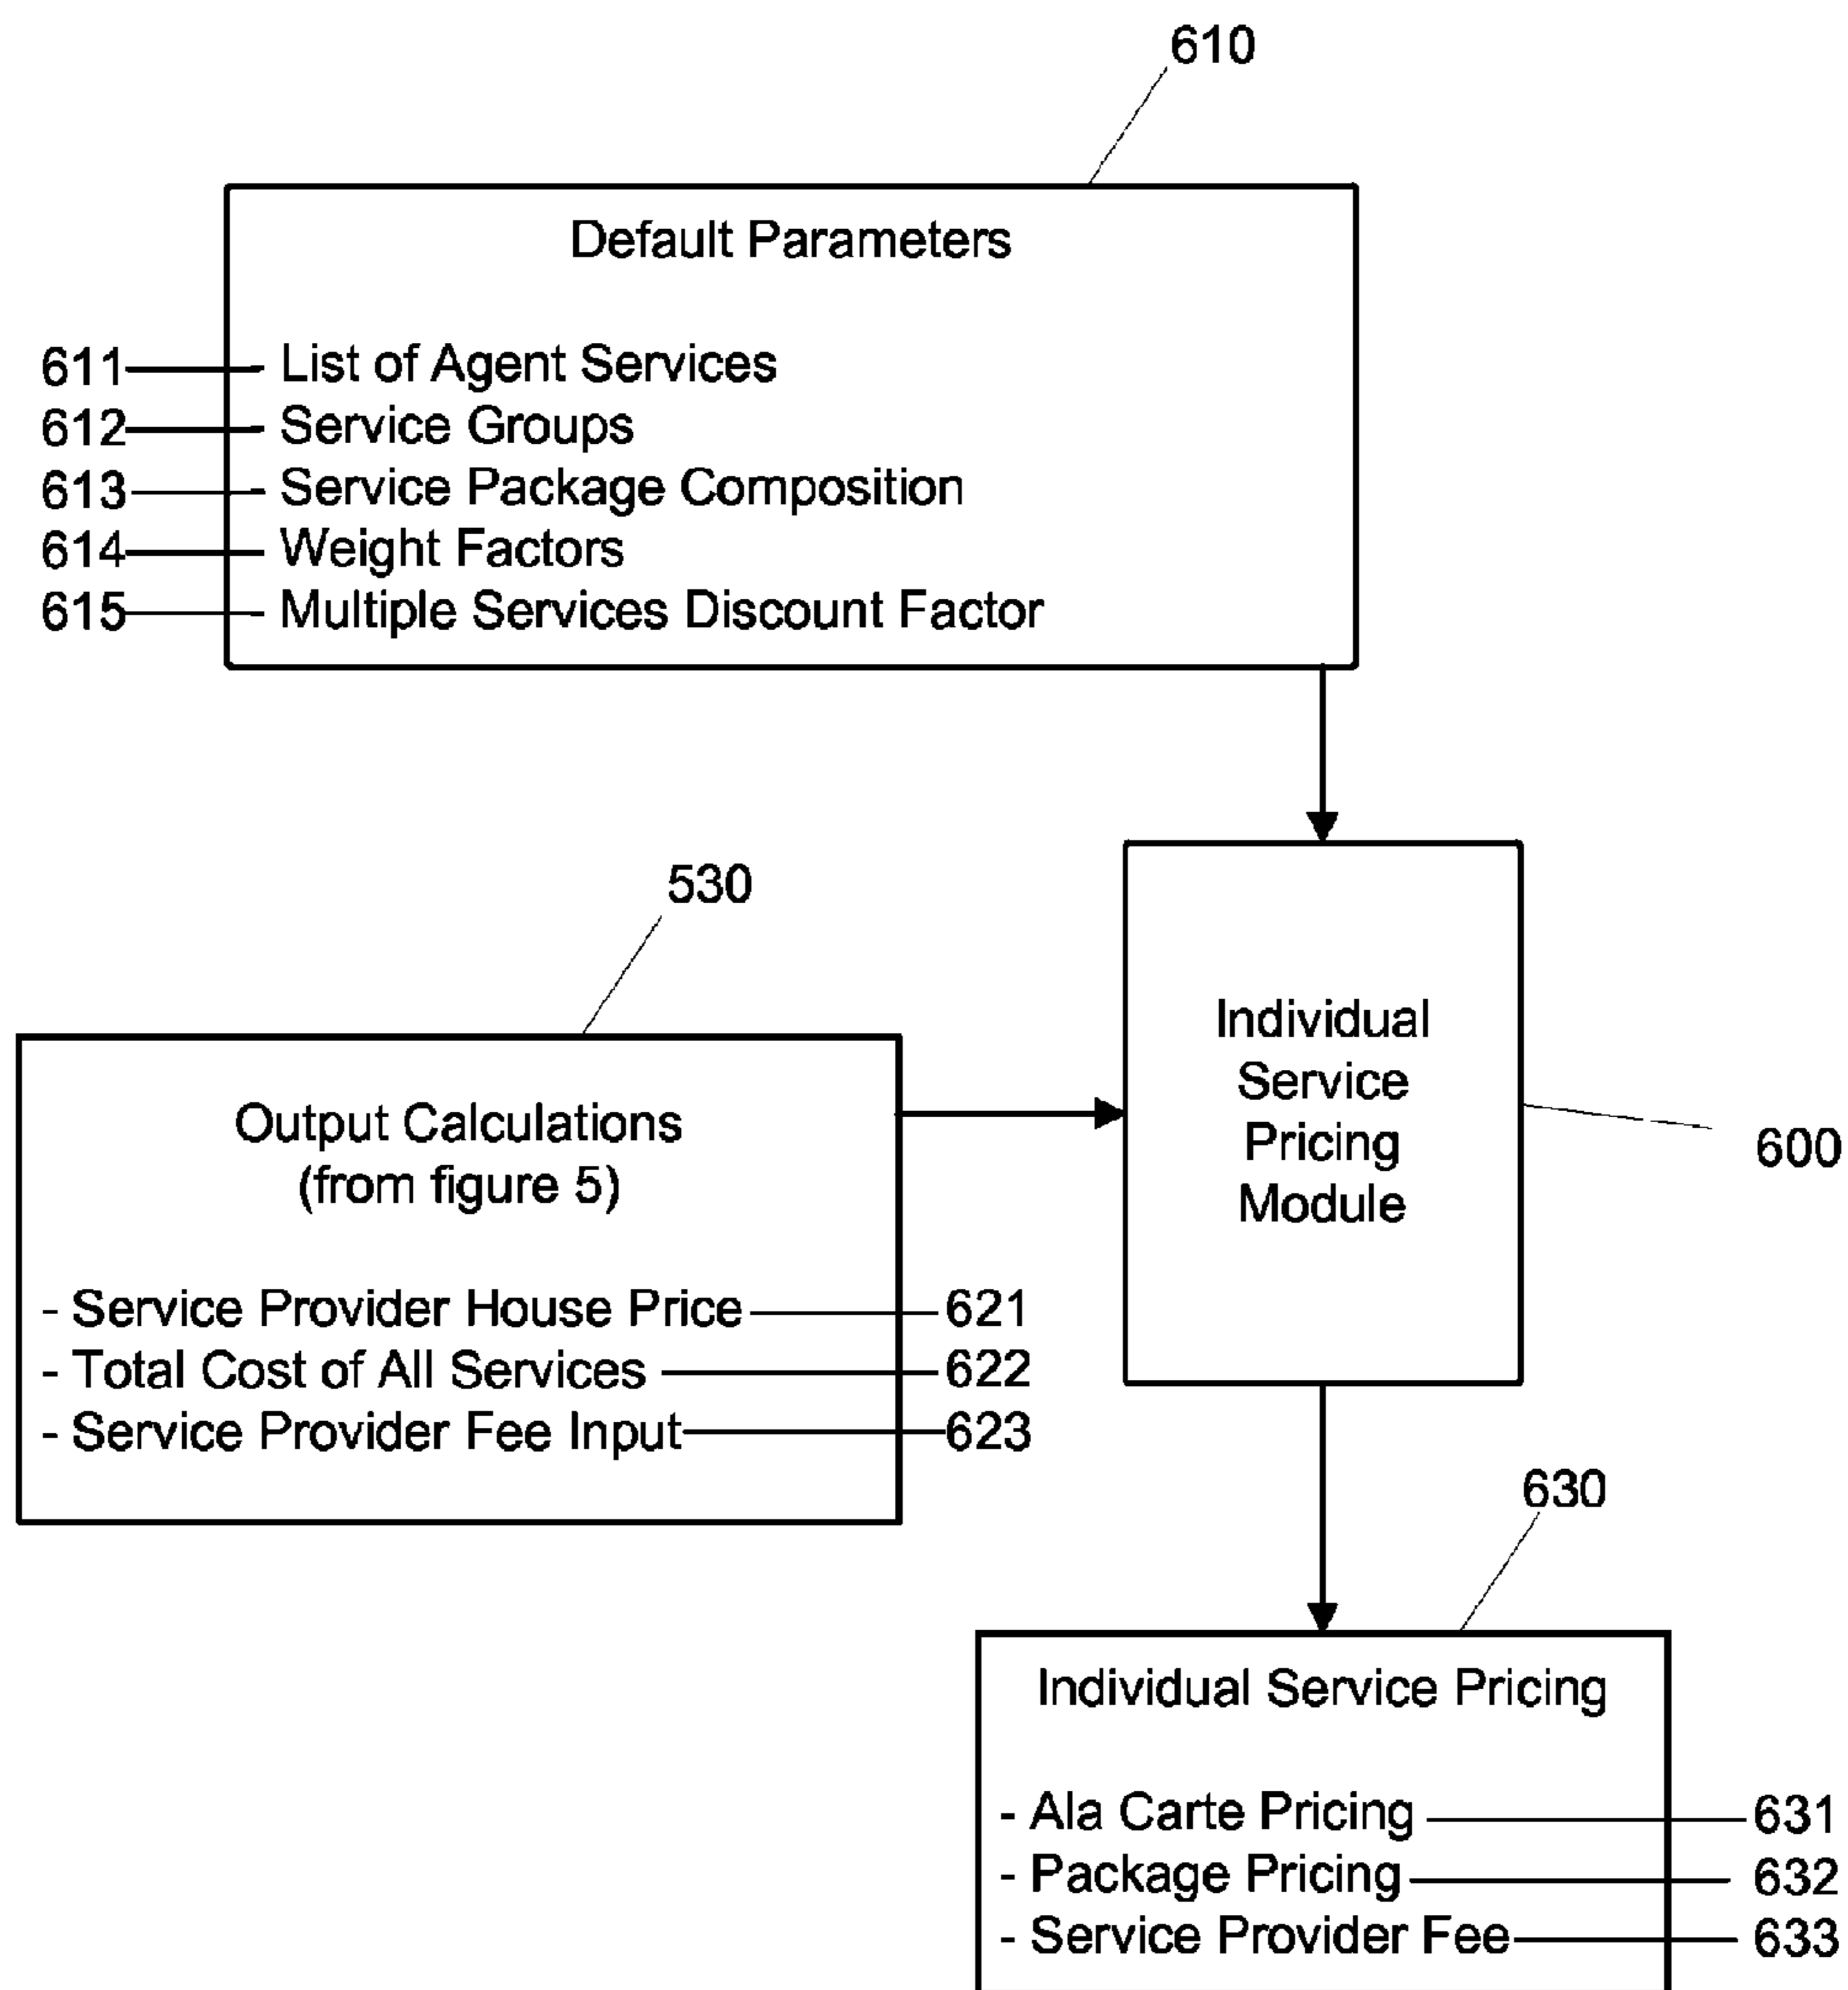 610
Default Parameters
611 List of Agent Services
612 Service Groups
613 Service Package Composition
614 Weight Factors
615 Multiple Services Discount Factor
530
Output Calculations
(from figure 5)
- Service Provider House Price 621
- Total Cost of All Services 622
- Service Provider Fee Input 623
Individual
Service
Pricing
Module
600
630
Individual Service Pricing
- Ala Carte Pricing 631
- Package Pricing 632
- Service Provider Fee 633